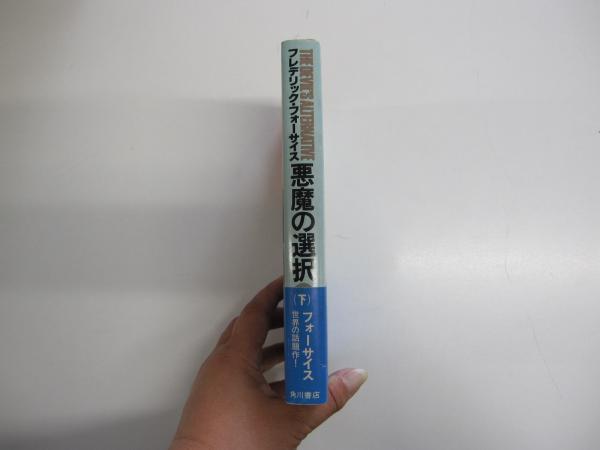 THE DEVIL'S ALTERNATIVE
フレデリック・フォーサイス
悪魔の選択
(下)
フォーサイス
世界の話題作!
角川書店